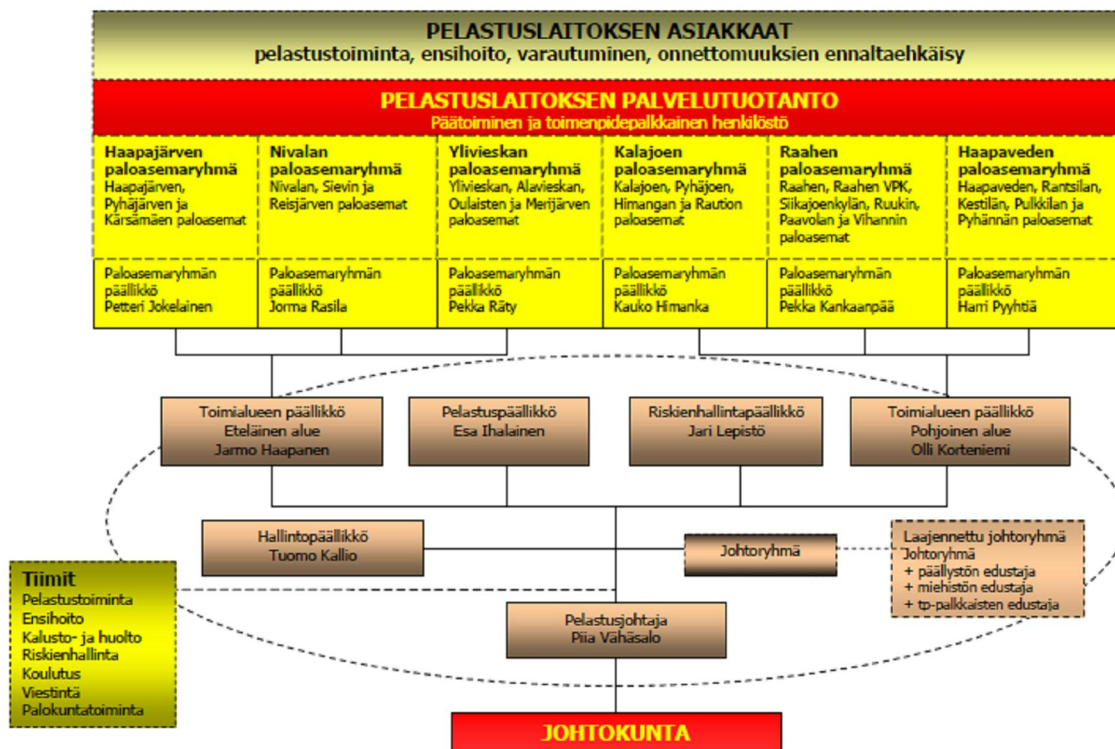 PELASTUSLAITOKSEN ASIAKKAAT
pelastustoiminta, ensihoito, varautuminen, onnettomuuksien ennaltaehkäisy
PELASTUSLAITOKSEN PALVELUTUOTANTO
Päätoiminen ja toimenpidepalkkainen henkilöstö
Haapajärven
paloasemaryhmä
Haapajärven,
Pyhäjärven ja
Kärsämäen paloasemat
Nivalan
paloasemaryhmä
Nivalan, Sievin ja
Reisjärven paloasemat
Ylivieskan
paloasemaryhmä
Ylivieskan, Alavieskan,
Oulaisten ja Merijärven
paloasemat
Kalajoen
paloasemaryhmä
Kalajoen, Pyhäjoen,
Himangan ja Raution
paloasemat
Raahen
paloasemaryhmä
Raahen, Raahen VPK,
Siikajoenkylän, Ruukin,
Paavolan ja Vihannin
paloasemat
Haapaveden
paloasemaryhmä
Haapaveden, Rantsilan,
Kestilän, Pulkkilan ja
Pyhännän paloasemat
Paloasemaryhmän
päällikkö
Petteri Jokelainen
Paloasemaryhmän
päällikkö
Jorma Rasila
Paloasemaryhmän
päällikkö
Pekka Räty
Paloasemaryhmän
päällikkö
Kauko Himanka
Paloasemaryhmän
päällikkö
Pekka Kankaanpää
Paloasemaryhmän
päällikkö
Harri Pyyhtiä
Toimialueen päällikkö
Eteläinen alue
Jarmo Haapanen
Pelastuspäällikkö
Esa Ihalainen
Riskienhallintapäällikkö
Jari Lepistö
Toimialueen päällikkö
Pohjoinen alue
Olli Korteniemi
Hallintopäällikkö
Tuomo Kallio
Johtoryhmä
Laajennettu johtoryhmä
Johtoryhmä
+ päällystön edustaja
+ miehistön edustaja
+ tp-palkkaisten edustaja
Tiimit
Pelastustoiminta
Ensihoito
Kalusto- ja huolto
Riskienhallinta
Koulutus
Viestintä
Palokuntatoiminta
Pelastusjohtaja
Piia Vähäsalo
JOHTOKUNTA